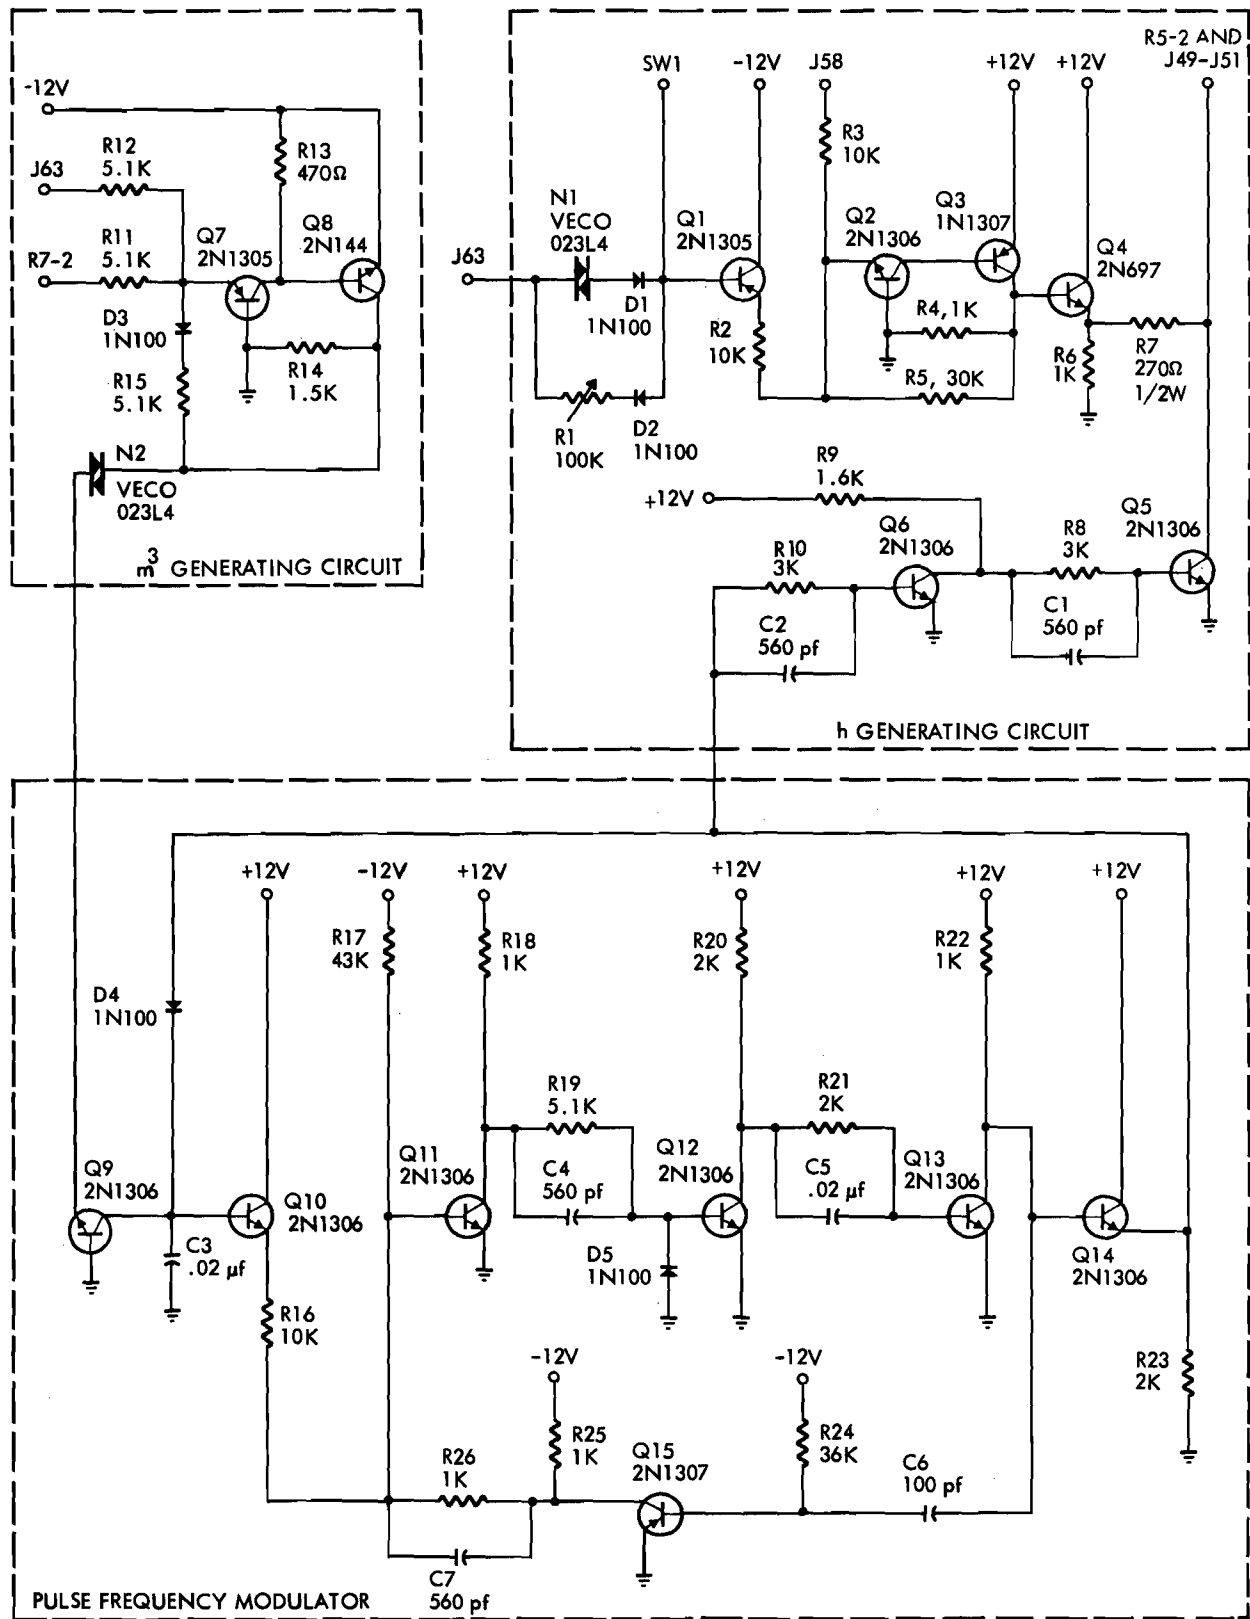 -12V
R12
5.1K
R13
470Ω
J63
R11
5.1K
Q7
2N1305
Q8
2N144
R7-2
D3
1N100
R14
1.5K
R15
5.1K
N2
VECO
023L4
m³ GENERATING CIRCUIT
R5-2 AND
J49-J51
SW1
-12V
J58
+12V
+12V
R3
10K
N1
VECO
023L4
Q1
2N1305
Q2
2N1306
Q3
1N1307
Q4
2N697
J63
D1
1N100
R2
10K
R4, 1K
R6
1K
R7
270Ω
1/2W
R5, 30K
R1
100K
D2
1N100
R9
1.6K
+12V
Q6
2N1306
Q5
2N1306
R8
3K
R10
3K
C1
560 pf
C2
560 pf
h GENERATING CIRCUIT
+12V
-12V
+12V
+12V
+12V
+12V
R17
43K
R18
1K
R20
2K
R22
1K
D4
1N100
R19
5.1K
R21
2K
Q9
2N1306
Q10
2N1306
Q11
2N1306
C4
560 pf
Q12
2N1306
C5
.02 µf
Q13
2N1306
C3
.02 µf
D5
1N100
Q14
2N1306
R16
10K
-12V
-12V
R23
2K
R26
1K
R25
1K
Q15
2N1307
R24
36K
C6
100 pf
C7
560 pf
PULSE FREQUENCY MODULATOR